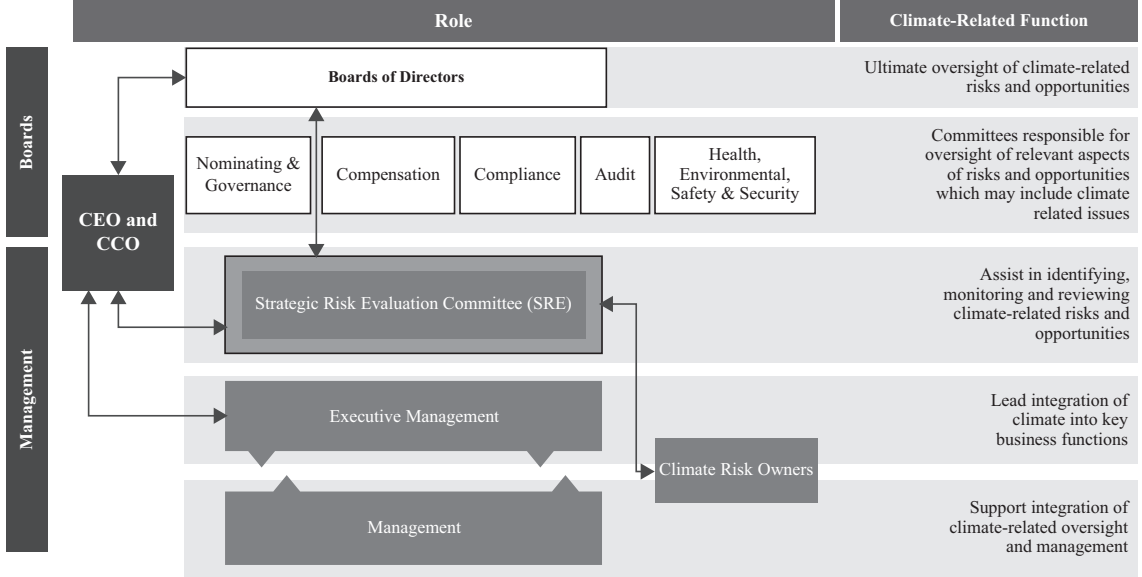 Role
Climate-Related Function
Boards
Boards of Directors
Ultimate oversight of climate-related
risks and opportunities
Nominating &
Governance
Compensation
Compliance
Audit
Health,
Environmental,
Safety & Security
Committees responsible for
oversight of relevant aspects
of risks and opportunities
which may include climate
related issues
CEO and
CCO
Management
Strategic Risk Evaluation Committee (SRE)
Assist in identifying,
monitoring and reviewing
climate-related risks and
opportunities
Executive Management
Lead integration of
climate into key
business functions
Climate Risk Owners
Management
Support integration of
climate-related oversight
and management